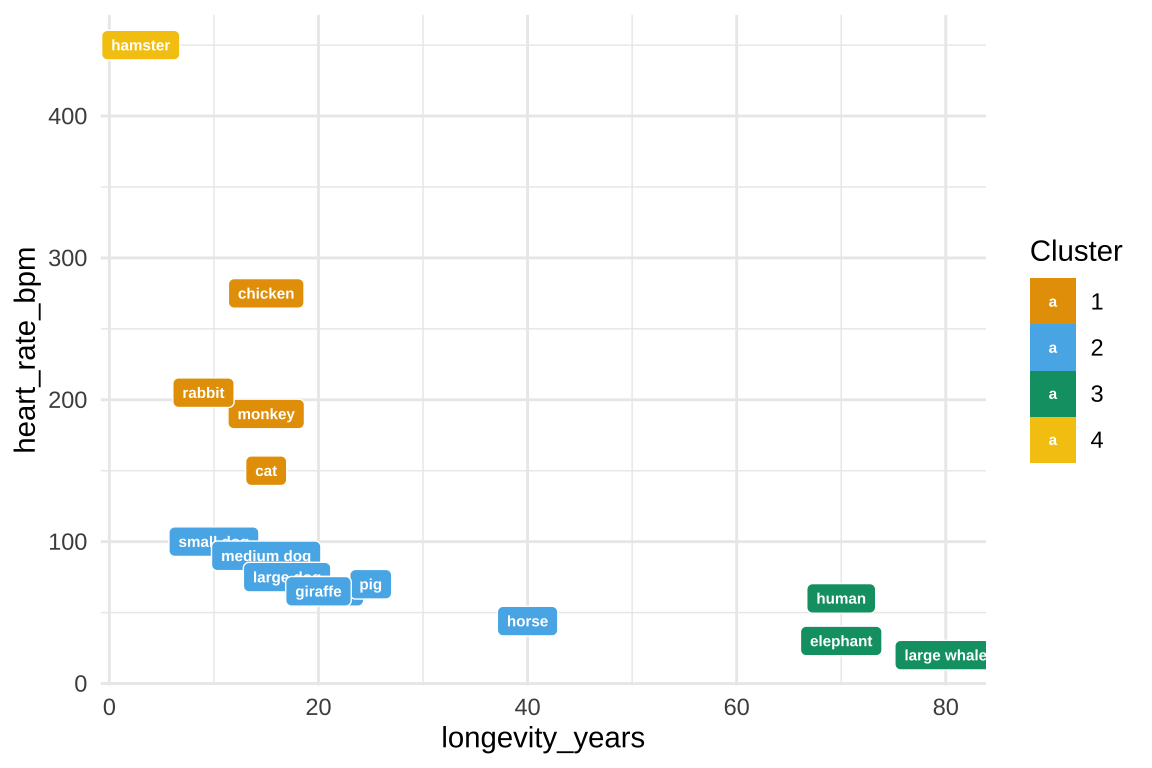 hamster
400
300
chicken
rabbit
200
monkey
cat
100
small dog
medium dog
large dog
pig
giraffe
human
horse
elephant
large whale
0
0 20 40 60 80
longevity_years
heart_rate_bpm
Cluster
a 1
a 2
a 3
a 4